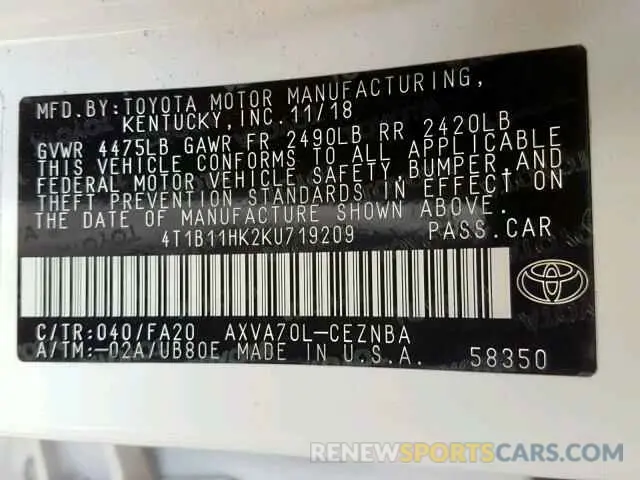 MFD.BY:TOYOTA MOTOR MANUFACTURING,
KENTUCKY,INC.11/18
GVWR 4475LB GAWR FR 2490LB RR 2420LB
THIS VEHICLE CONFORMS TO ALL APPLICABLE
FEDERAL MOTOR VEHICLE SAFETY,BUMPER,AND
THEFT PREVENTION STANDARDS IN EFFECT ON
THE DATE OF MANUFACTURE SHOWN ABOVE.
4T1B11HK2KU719209 PASS.CAR
C/TR:040/FA20 AXVA70L-CEZNBA
A/TM:-02A/UB80E MADE IN U.S.A. 58350
RENEWSPORTSCARS.COM